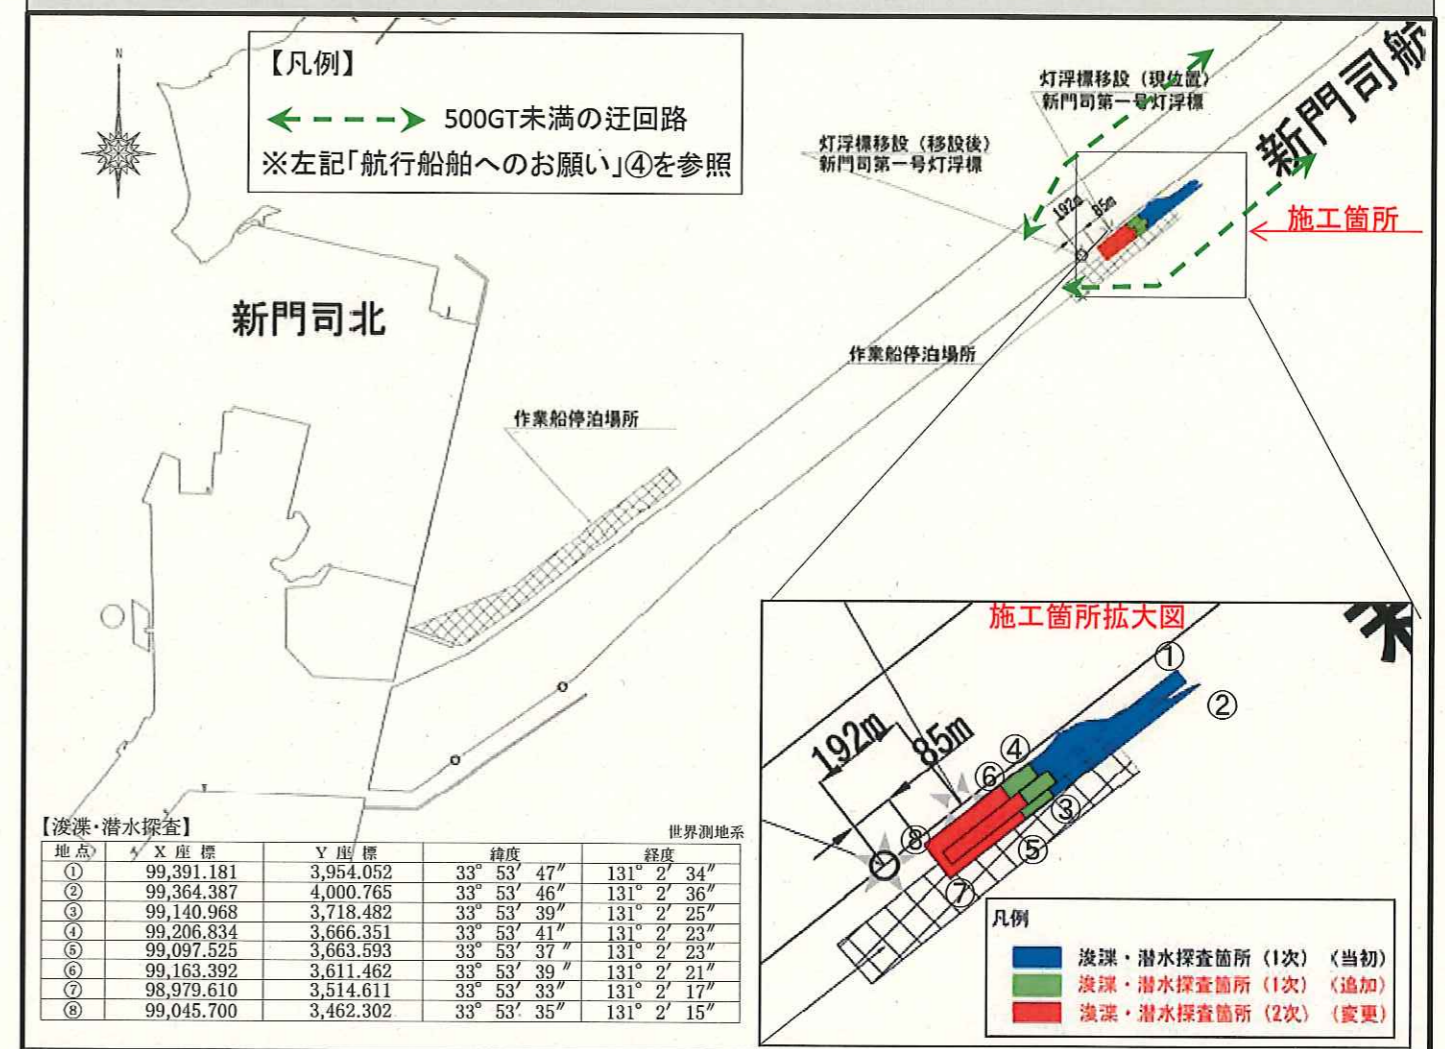 N
【凡例】
500GT未満の迂回路
※左記「航行船舶へのお願い」④を参照
灯浮標移設（現位置）
新門司第一号灯浮標
灯浮標移設（移設後）
新門司第一号灯浮標
新門司航
192m
85m
施工箇所
新門司北
作業船停泊場所
作業船停泊場所
施工箇所拡大図
①
②
192m
85m
④
⑥
③
⑧
⑤
⑦
凡例
浚渫・潜水探査箇所（1次）（当初）
浚渫・潜水探査箇所（1次）（追加）
浚渫・潜水探査箇所（2次）（変更）
【浚渫・潜水探査】
世界測地系
地点 X座標 Y座標 緯度 経度
① 99,391.181 3,954.052 33° 53′ 47″ 131° 2′ 34″
② 99,364.387 4,000.765 33° 53′ 46″ 131° 2′ 36″
③ 99,140.968 3,718.482 33° 53′ 39″ 131° 2′ 25″
④ 99,206.834 3,666.351 33° 53′ 41″ 131° 2′ 23″
⑤ 99,097.525 3,663.593 33° 53′ 37″ 131° 2′ 23″
⑥ 99,163.392 3,611.462 33° 53′ 39″ 131° 2′ 21″
⑦ 98,979.610 3,514.611 33° 53′ 33″ 131° 2′ 17″
⑧ 99,045.700 3,462.302 33° 53′ 35″ 131° 2′ 15″